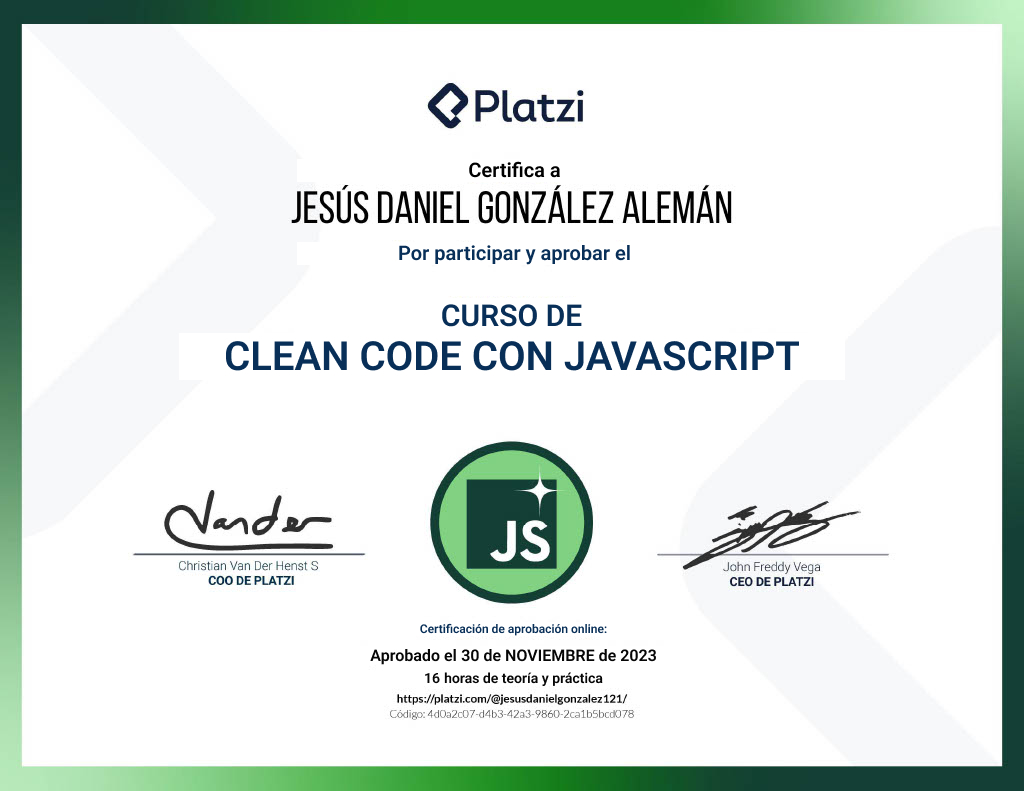 Platzi
Certifica a
JESÚS DANIEL GONZÁLEZ ALEMÁN
Por participar y aprobar el
CURSO DE
CLEAN CODE CON JAVASCRIPT
Vander
JS
Christian Van Der Henst S
COO DE PLATZI
John Freddy Vega
CEO DE PLATZI
Certificación de aprobación online:
Aprobado el 30 de NOVIEMBRE de 2023
16 horas de teoría y práctica
https://platzi.com/@jesusdanielgonzalez121/
Código: 4d0a2c07-d4b3-42a3-9860-2ca1b5bcd078